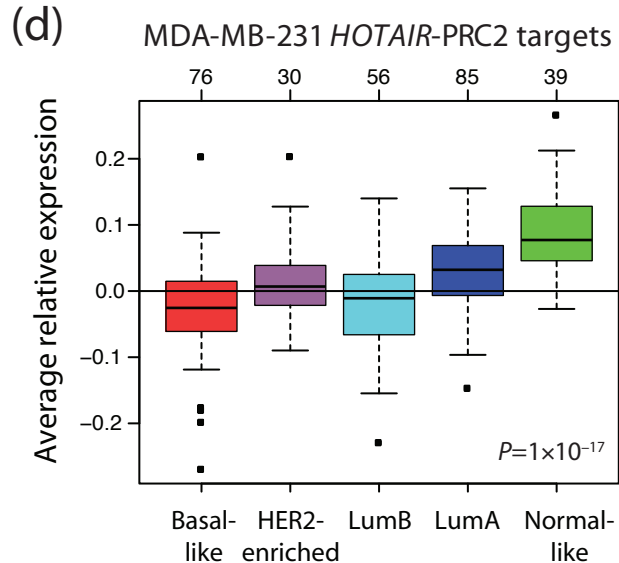 (d) MDA-MB-231 HOTAIR-PRC2 targets
76 30 56 85 39
Average relative expression
0.2
0.1
0.0
−0.1
−0.2
P=1×10⁻¹⁷
Basal- HER2- LumB LumA Normal-
like enriched like